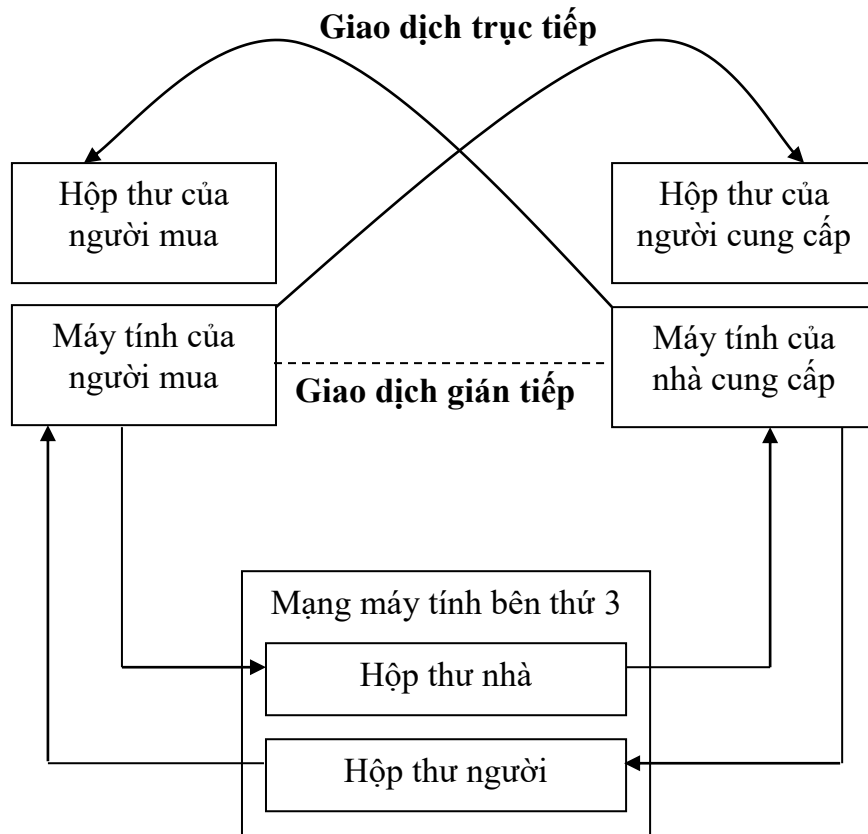 Giao dịch trục tiếp
Hộp thư của
người mua
Hộp thư của
người cung cấp
Máy tính của
người mua
Máy tính của
nhà cung cấp
Giao dịch gián tiếp
Mạng máy tính bên thứ 3
Hộp thư nhà
Hộp thư người